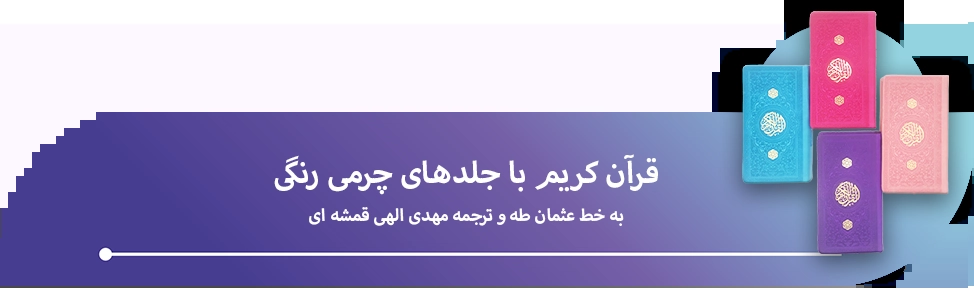 قرآن کریم با جلدهای چرمی رنگی
به خط عثمان طه و ترجمه مهدی الهی قمشه ای